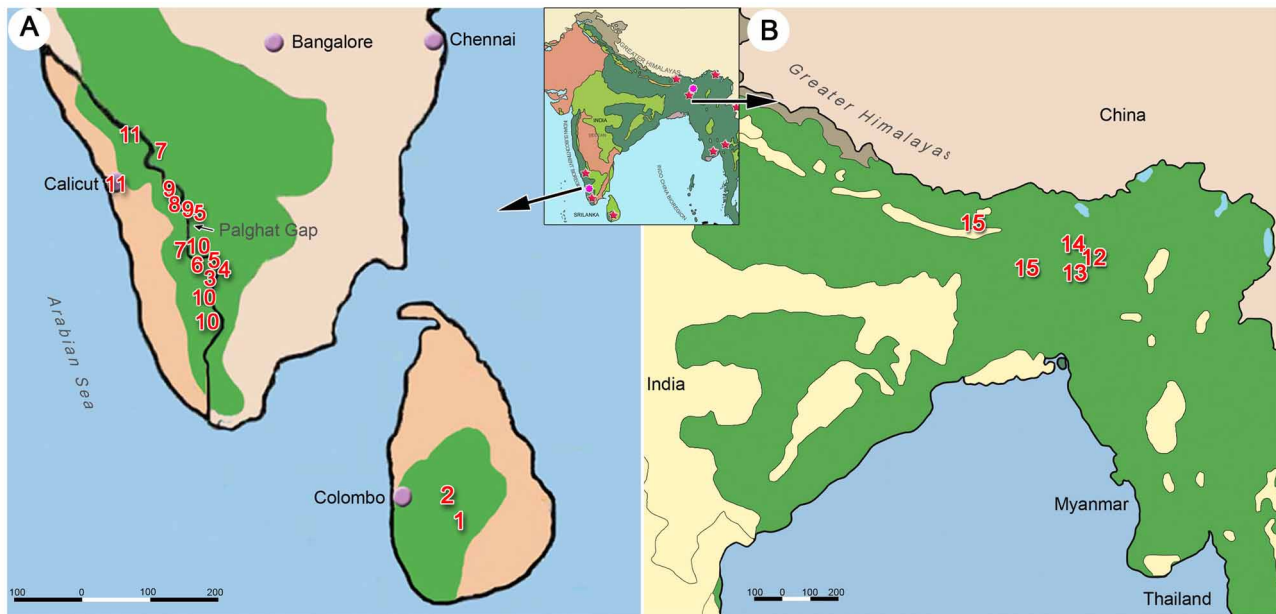 A
Bangalore
Chennai
11
7
Calicut
11
9
8
9
5
Palghat Gap
7
10
5
6
4
3
10
10
Arabian Sea
Colombo
2
1
100 0 100 200
GREATER HIMALAYAS
INDIA
SRILANKA
B
Greater Himalayas
China
15
14
12
15
13
India
Myanmar
Thailand
100 0 100 200